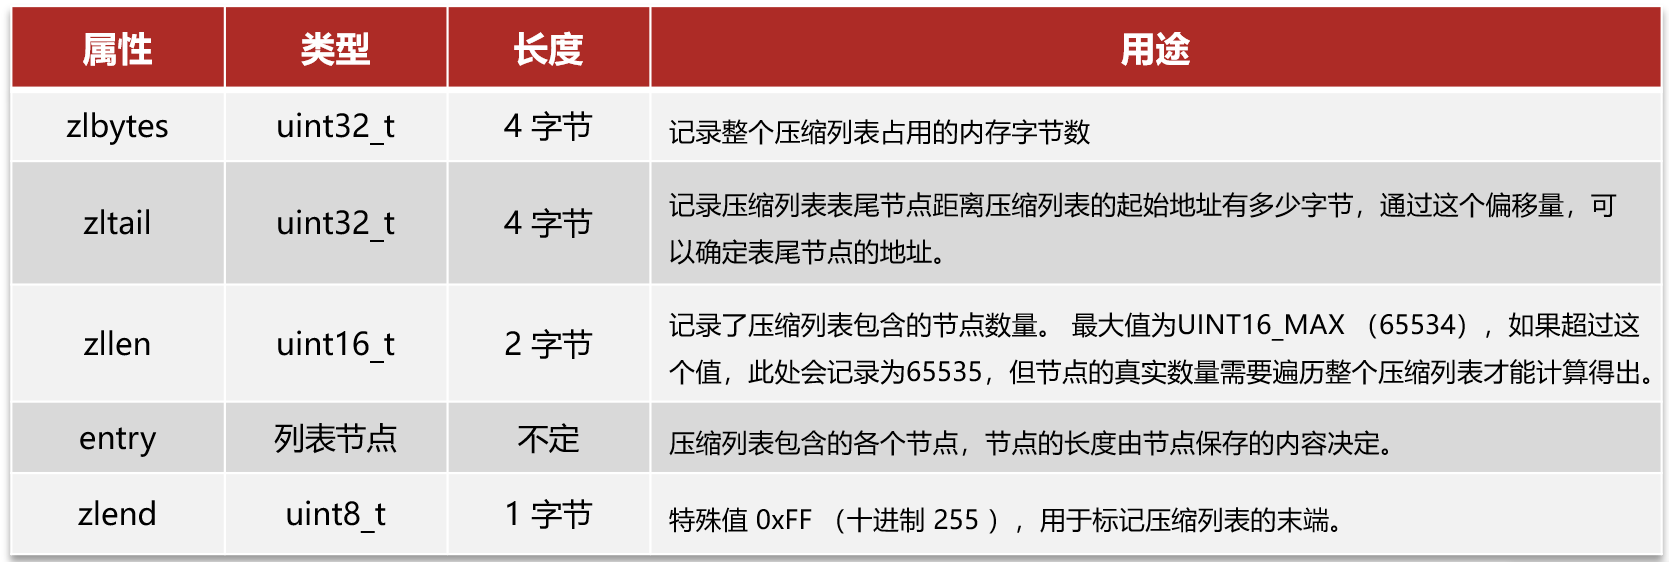 属性 类型 长度 用途
zlbytes uint32_t 4 字节 记录整个压缩列表占用的内存字节数
zltail uint32_t 4 字节 记录压缩列表表尾节点距离压缩列表的起始地址有多少字节，通过这个偏移量，可
以确定表尾节点的地址。
zllen uint16_t 2 字节 记录了压缩列表包含的节点数量。 最大值为UINT16_MAX （65534），如果超过这
个值，此处会记录为65535，但节点的真实数量需要遍历整个压缩列表才能计算得出。
entry 列表节点 不定 压缩列表包含的各个节点，节点的长度由节点保存的内容决定。
zlend uint8_t 1 字节 特殊值 0xFF （十进制 255 ），用于标记压缩列表的末端。